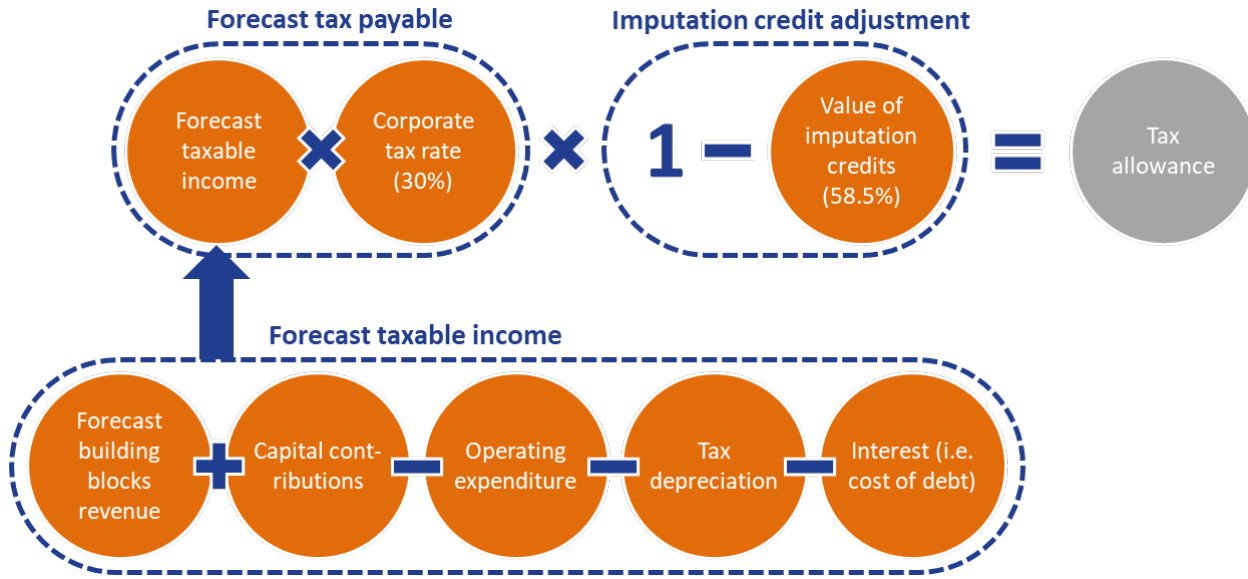 Forecast tax payable
Imputation credit adjustment
Forecast
taxable
income
Corporate
tax rate
(30%)
1
Value of
imputation
credits
(58.5%)
Tax
allowance
Forecast taxable income
Forecast
building
blocks
revenue
Capital cont-
ributions
Operating
expenditure
Tax
depreciation
Interest (i.e.
cost of debt)